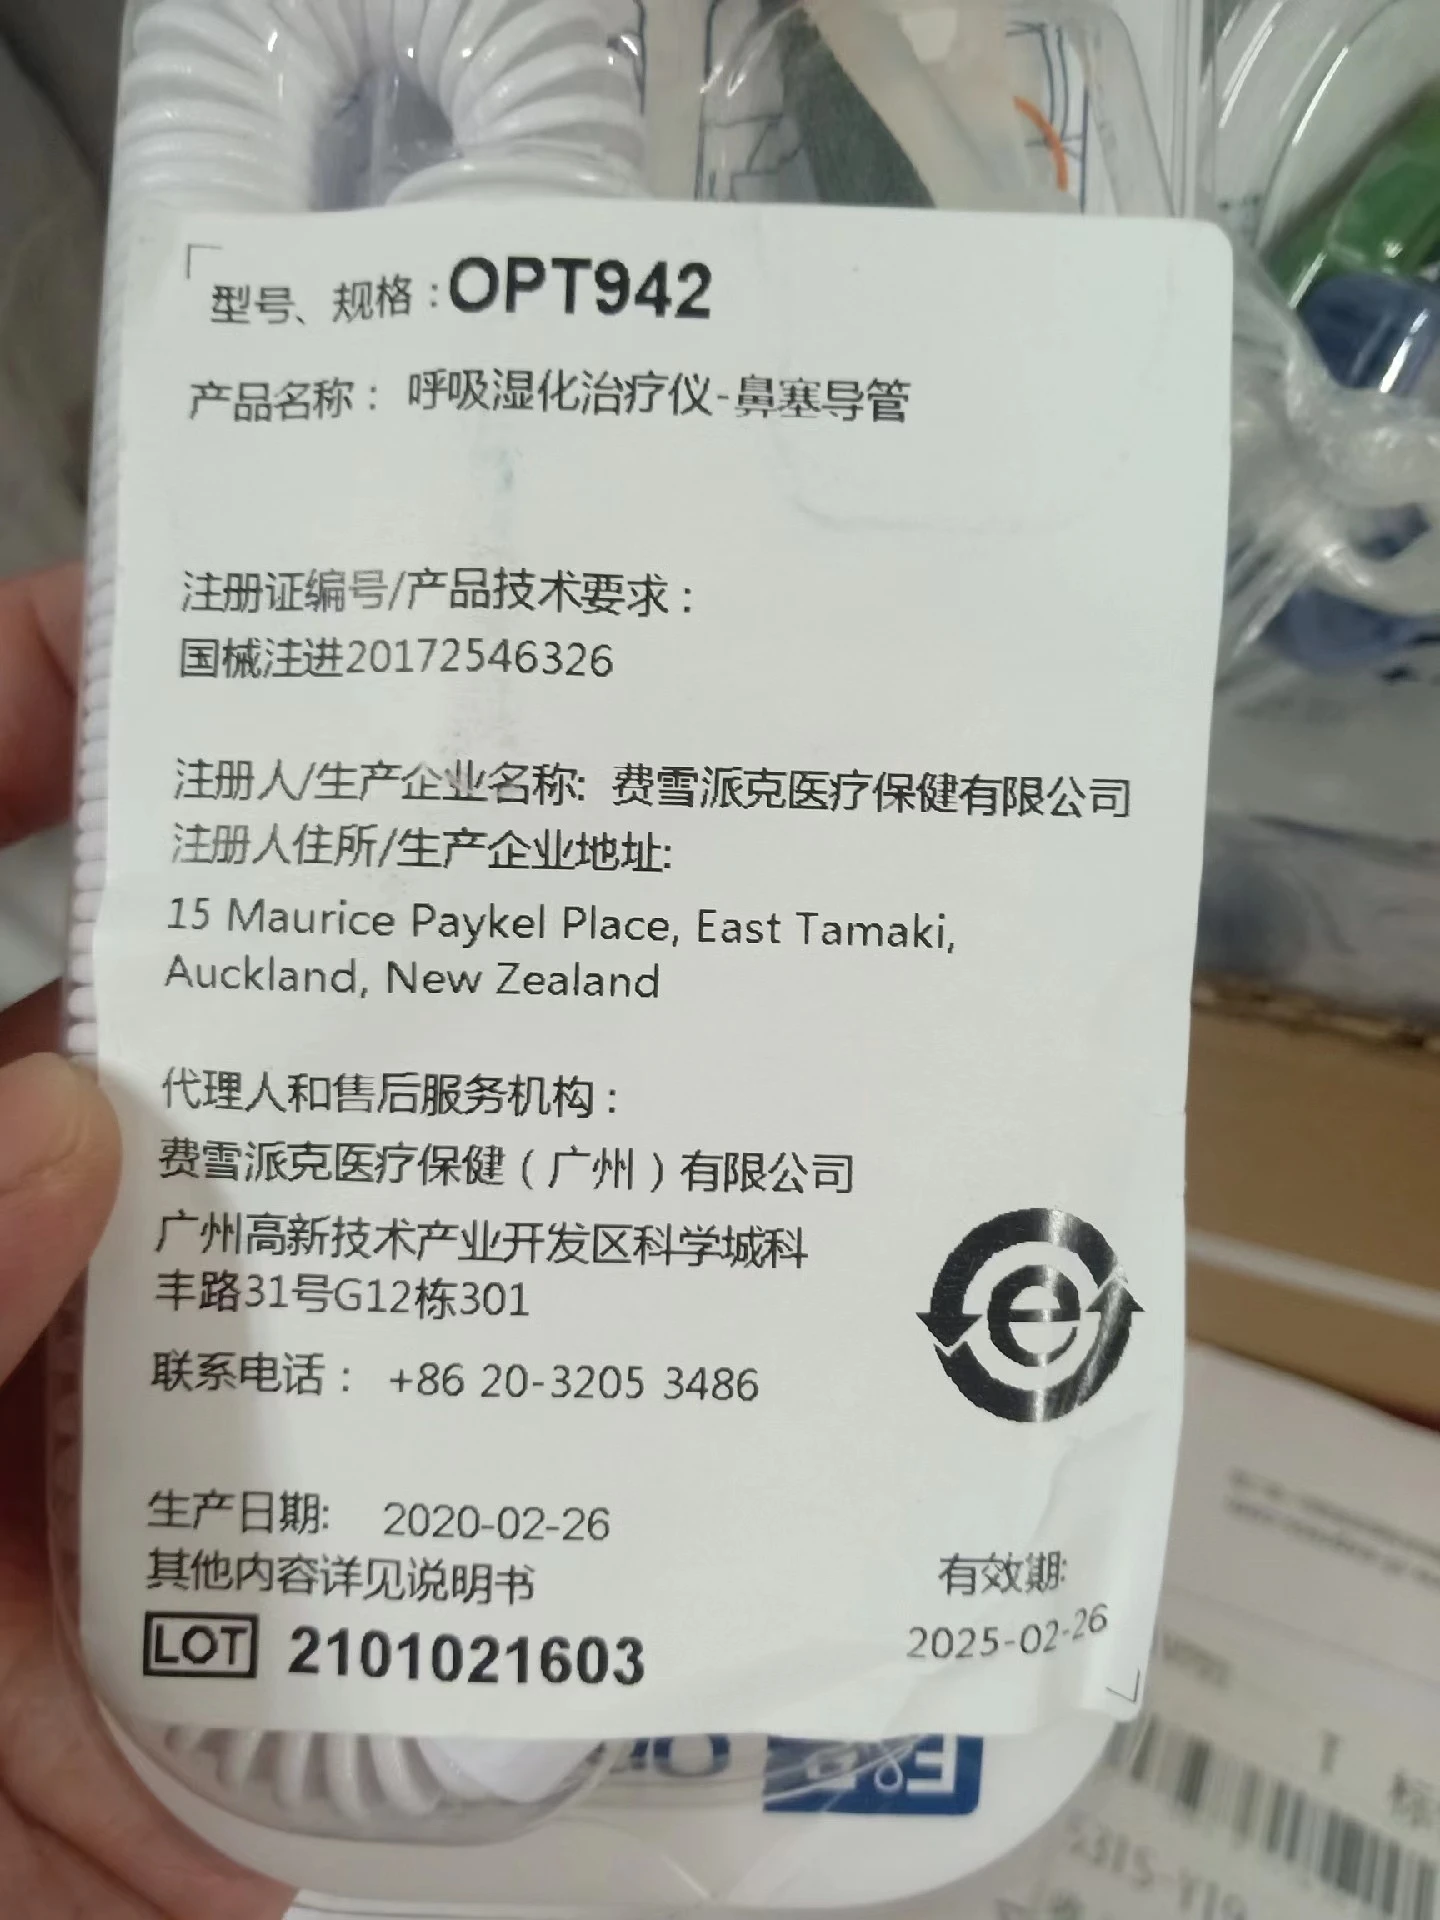 型号、规格:OPT942
产品名称： 呼吸湿化治疗仪-鼻塞导管
注册证编号/产品技术要求：
国械注进20172546326
注册人/生产企业名称: 费雪派克医疗保健有限公司
注册人住所/生产企业地址:
15 Maurice Paykel Place, East Tamaki,
Auckland, New Zealand
代理人和售后服务机构：
费雪派克医疗保健（广州）有限公司
广州高新技术产业开发区科学城科
丰路31号G12栋301
联系电话： +86 20-3205 3486
e
生产日期: 2020-02-26
其他内容详见说明书
有效期:
2025-02-26
LOT 2101021603